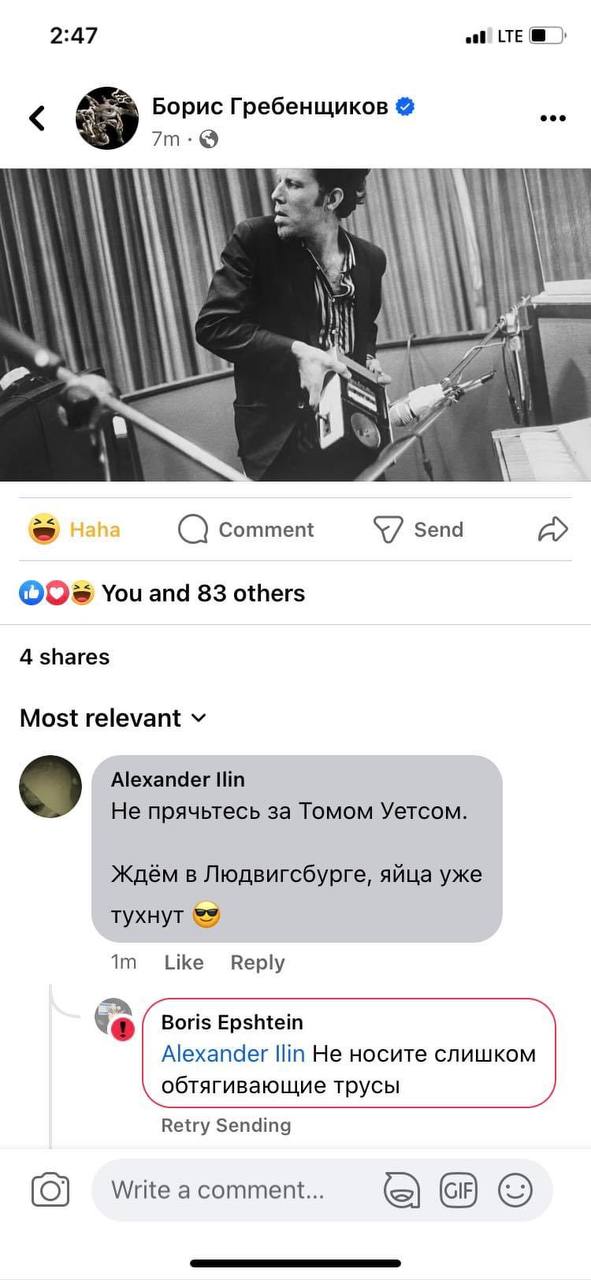 2:47
LTE
Борис Гребенщиков
7m
Haha
Comment
Send
You and 83 others
4 shares
Most relevant
Alexander Ilin
Не прячьтесь за Томом Уетсом.
Ждём в Людвигсбурге, яйца уже
тухнут 😎
1m Like Reply
Boris Epshtein
Alexander Ilin Не носите слишком
обтягивающие трусы
Retry Sending
Write a comment...
GIF